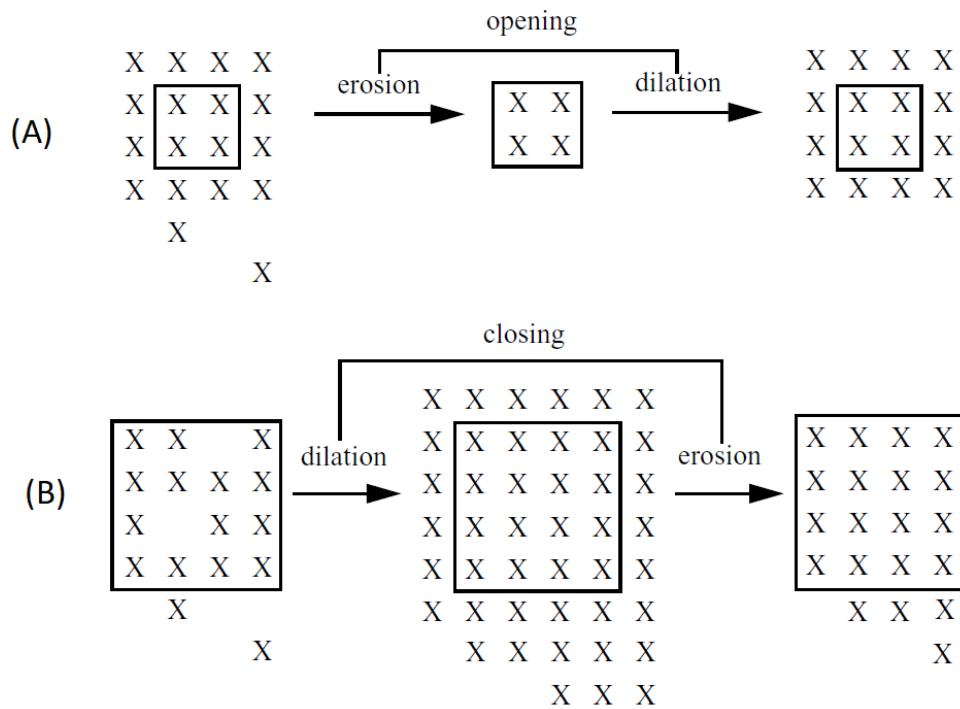 opening
erosion
dilation
(A)
X X X X
X X X X
X X X X
X X X X
X
X
X X
X X
X X X X
X X X X
X X X X
X X X X
closing
dilation
erosion
(B)
X X X
X X X X
X X X
X X X X
X
X
X X X X X X
X X X X X X
X X X X X X
X X X X X X
X X X X X X
X X X X X X
X X X X X
X X X
X X X X
X X X X
X X X X
X X X X
X X X
X